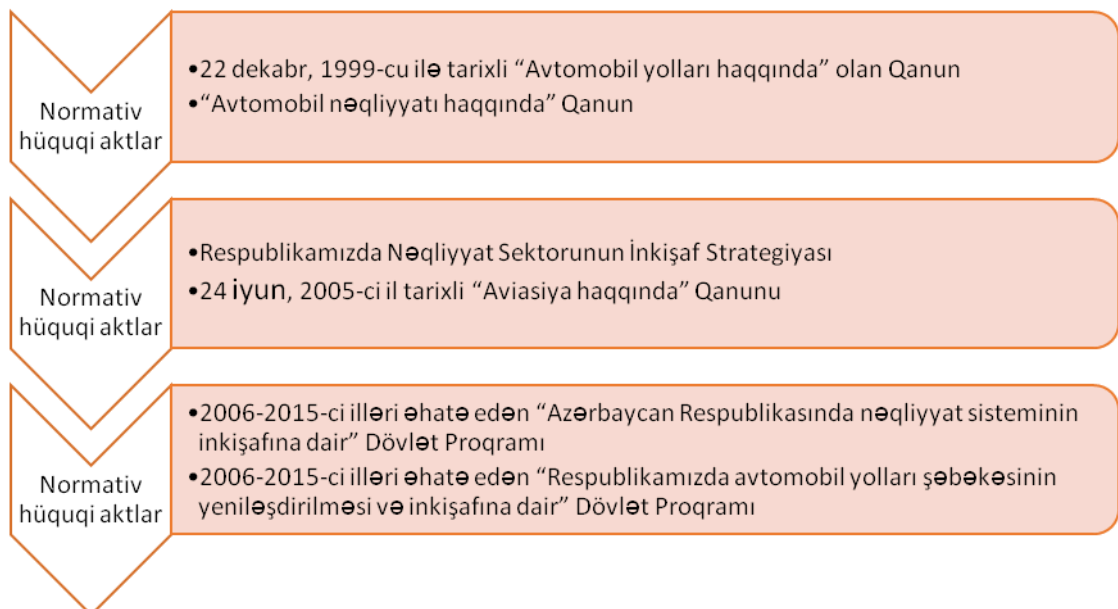 Normativ
hüquqi aktlar
•22 dekabr, 1999-cu ilə tarixli “Avtomobil yolları haqqında” olan Qanun
•“Avtomobil nəqliyyatı haqqında” Qanun
Normativ
hüquqi aktlar
•Respublikamızda Nəqliyyat Sektorunun İnkişaf Strategiyası
•24 iyun, 2005-ci il tarixli “Aviasiya haqqında” Qanunu
Normativ
hüquqi aktlar
•2006-2015-ci illəri əhatə edən “Azərbaycan Respublikasında nəqliyyat sisteminin
inkişafına dair” Dövlət Proqramı
•2006-2015-ci illəri əhatə edən “Respublikamızda avtomobil yolları şəbəkəsinin
yeniləşdirilməsi və inkişafına dair” Dövlət Proqramı